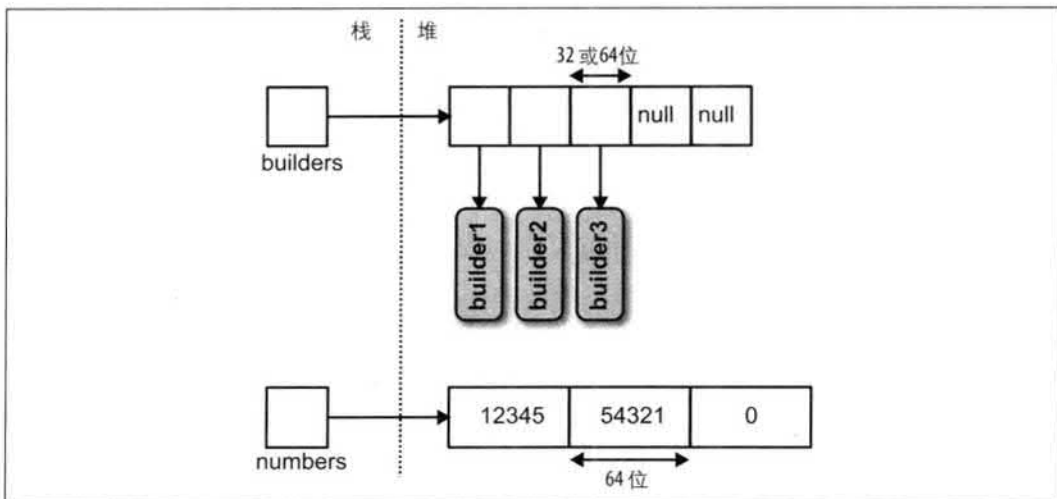 栈 堆
32 或64位
null null
builders
builder1 builder2 builder3
12345 54321 0
numbers
64 位